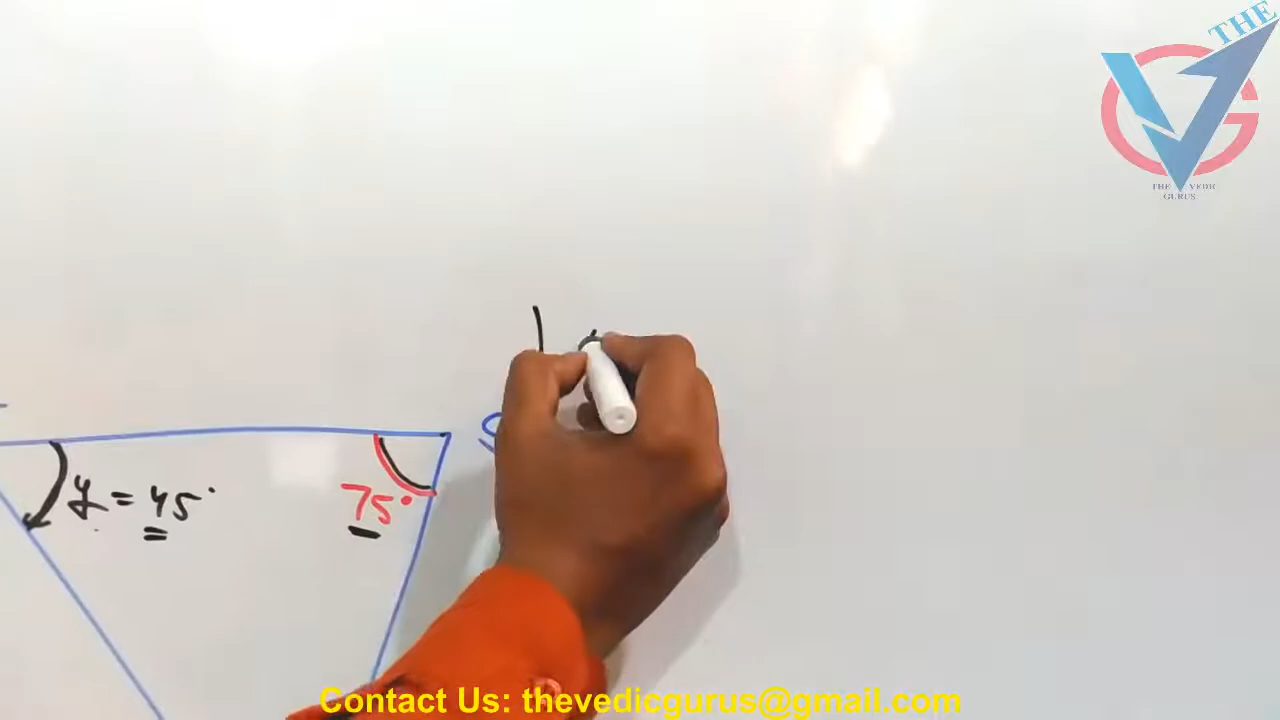 THE
THE VEDIC
GURUS
S
y = 45°
75°
Contact Us: thevedicgurus@gmail.com